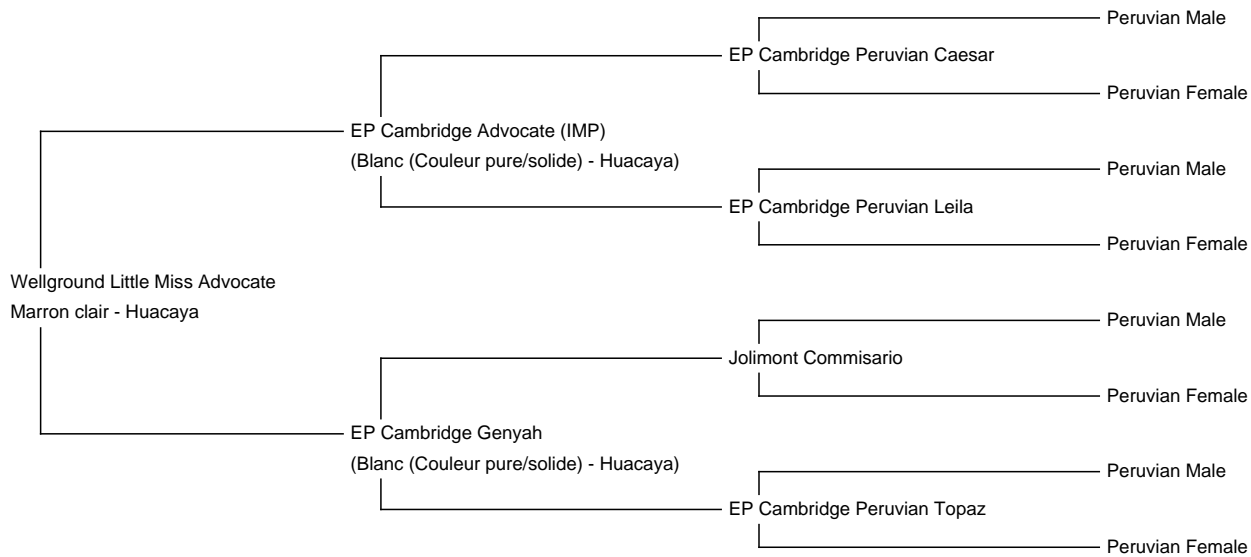 Peruvian Male
EP Cambridge Peruvian Caesar
Peruvian Female
EP Cambridge Advocate (IMP)
(Blanc (Couleur pure/solide) - Huacaya)
Peruvian Male
EP Cambridge Peruvian Leila
Peruvian Female
Wellground Little Miss Advocate
Marron clair - Huacaya
Peruvian Male
Jolimont Commisario
Peruvian Female
EP Cambridge Genyah
(Blanc (Couleur pure/solide) - Huacaya)
Peruvian Male
EP Cambridge Peruvian Topaz
Peruvian Female